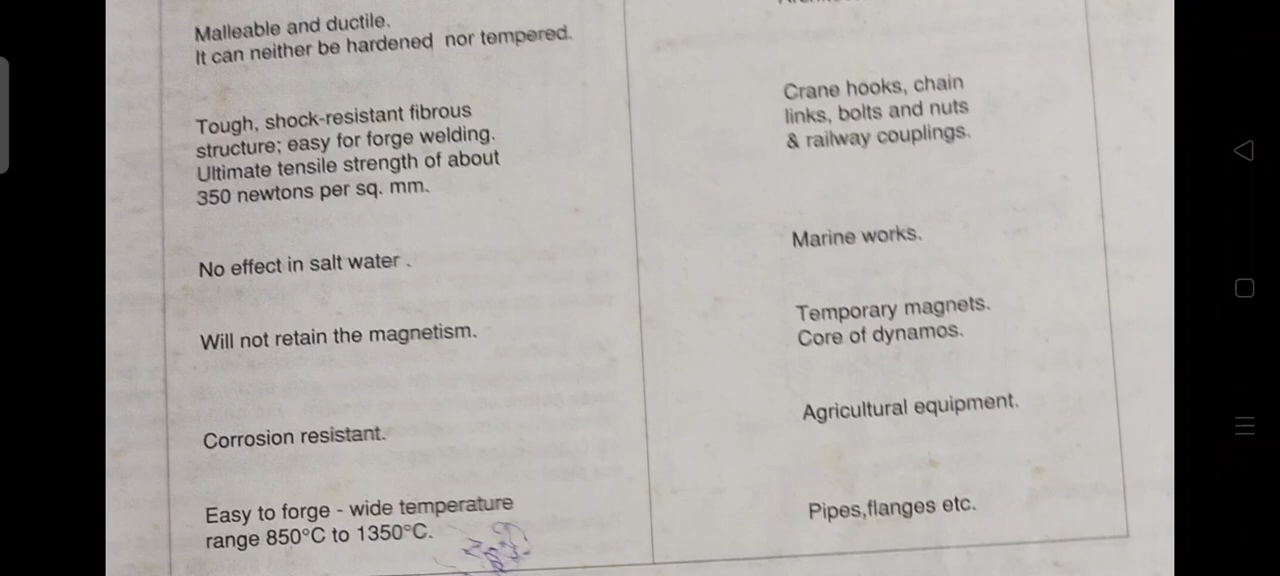 Malleable and ductile.
It can neither be hardened nor tempered.
Crane hooks, chain
links, bolts and nuts
& railway couplings.
Tough, shock-resistant fibrous
structure; easy for forge welding.
Ultimate tensile strength of about
350 newtons per sq. mm.
Marine works.
No effect in salt water .
Temporary magnets.
Core of dynamos.
Will not retain the magnetism.
Agricultural equipment.
Corrosion resistant.
Easy to forge - wide temperature
range 850°C to 1350°C.
Pipes,flanges etc.